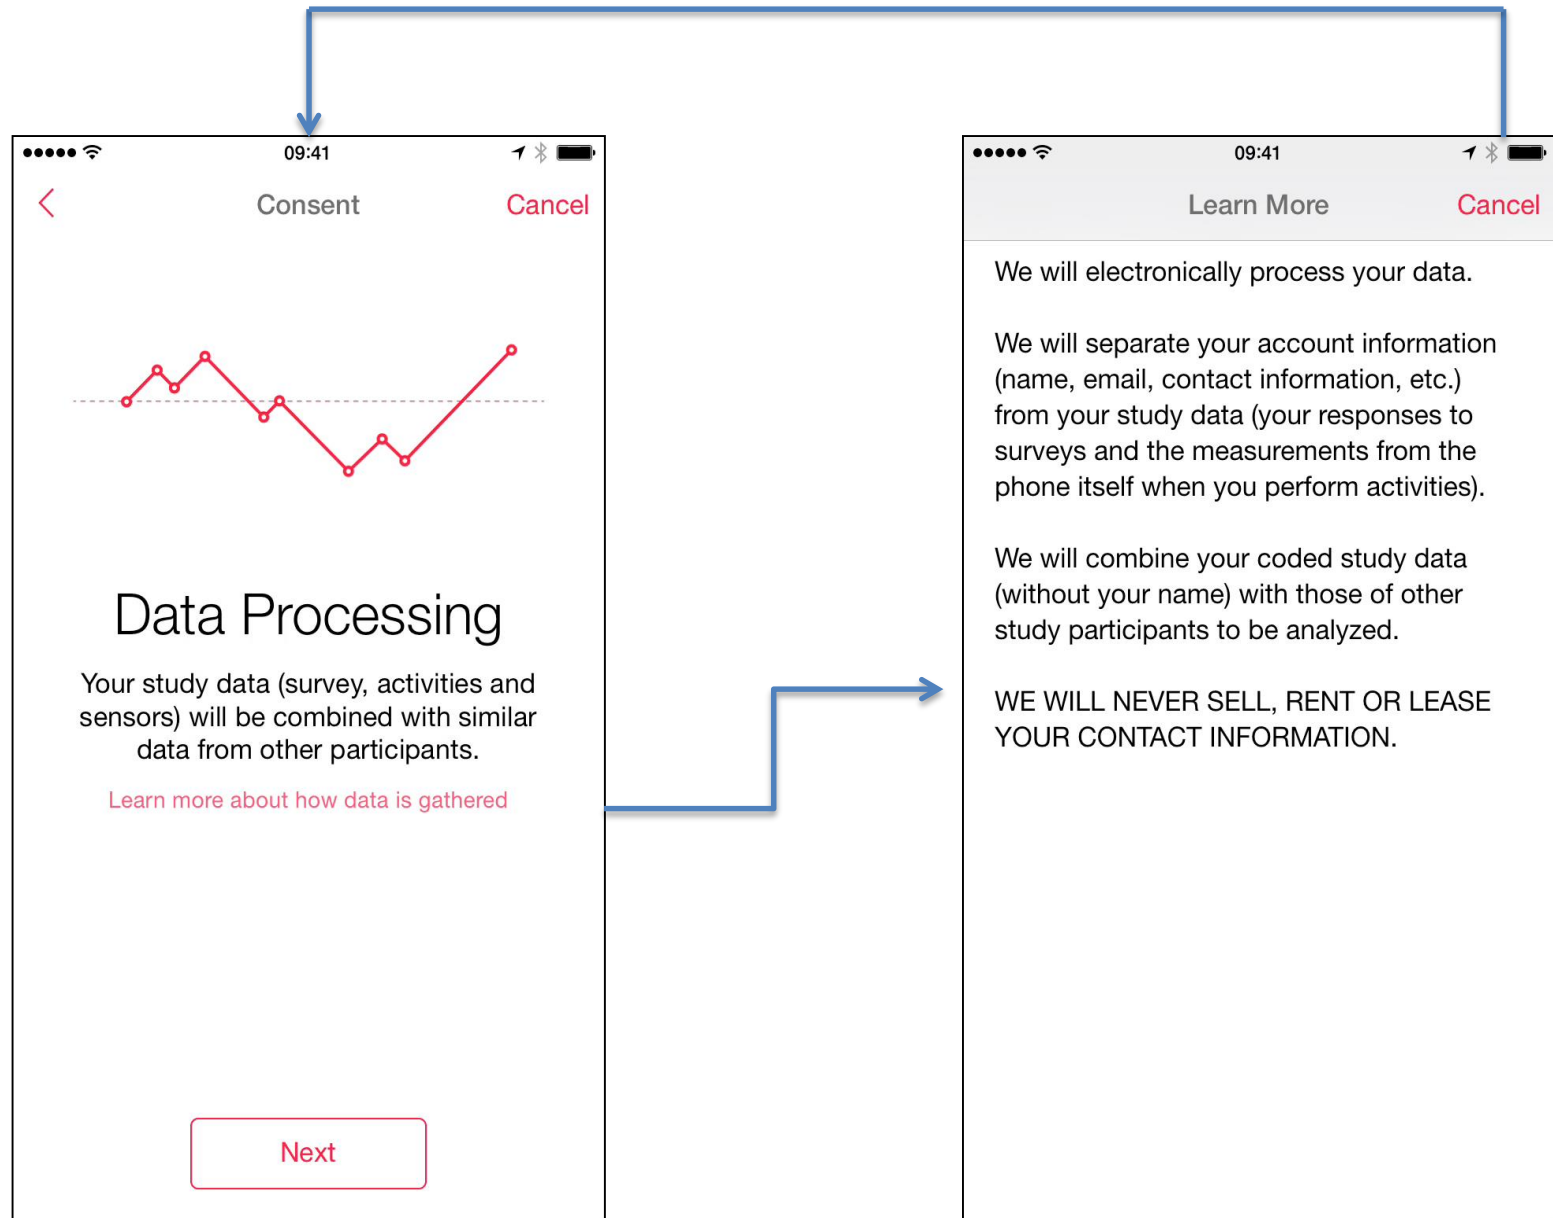 09:41
Consent
Cancel
Data Processing
Your study data (survey, activities and
sensors) will be combined with similar
data from other participants.
Learn more about how data is gathered
Next
09:41
Learn More
Cancel
We will electronically process your data.
We will separate your account information
(name, email, contact information, etc.)
from your study data (your responses to
surveys and the measurements from the
phone itself when you perform activities).
We will combine your coded study data
(without your name) with those of other
study participants to be analyzed.
WE WILL NEVER SELL, RENT OR LEASE
YOUR CONTACT INFORMATION.